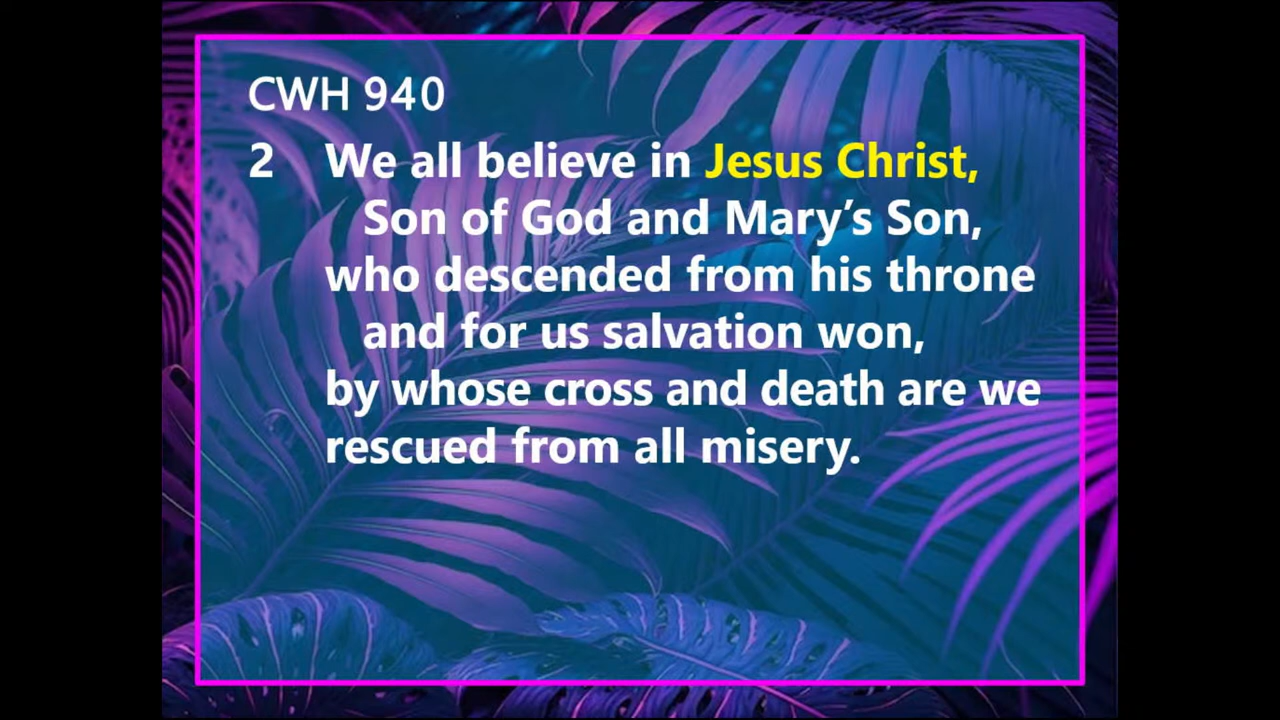 CWH 940
2 We all believe in Jesus Christ,
Son of God and Mary’s Son,
who descended from his throne
and for us salvation won,
by whose cross and death are we
rescued from all misery.